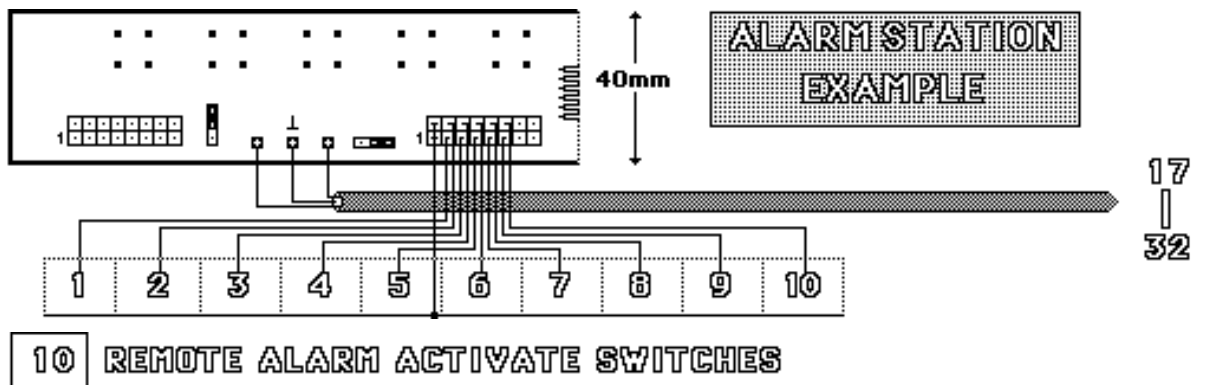 ALARM STATION
EXAMPLE
40mm
1
1
17
32
1 2 3 4 5 6 7 8 9 10
10 REMOTE ALARM ACTIVATE SWITCHES